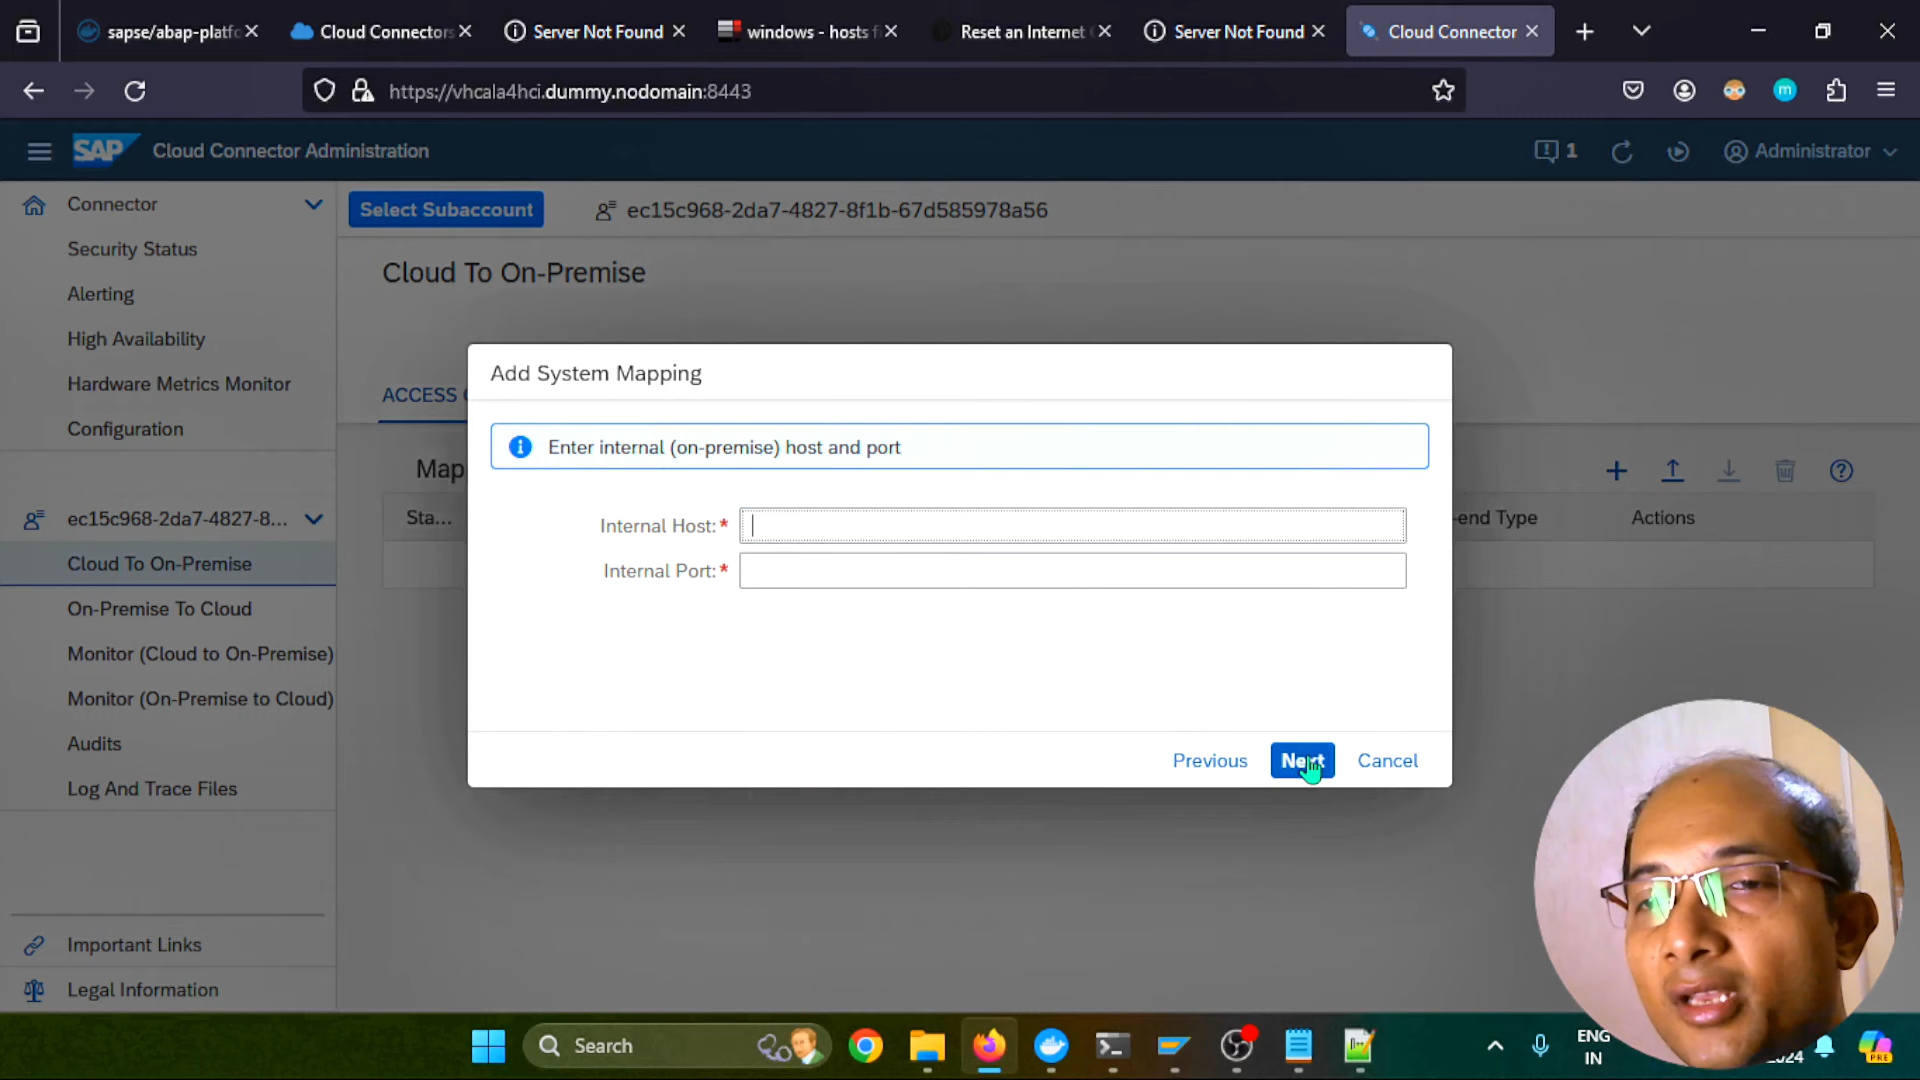 sapse/abap-platfo
Cloud Connectors
Server Not Found
windows - hosts f
Reset an Internet
Server Not Found
Cloud Connector
https://vhcala4hci.dummy.nodomain:8443
SAP
Cloud Connector Administration
1
Administrator
Connector
Security Status
Alerting
High Availability
Hardware Metrics Monitor
Configuration
ec15c968-2da7-4827-8...
Cloud To On-Premise
On-Premise To Cloud
Monitor (Cloud to On-Premise)
Monitor (On-Premise to Cloud)
Audits
Log And Trace Files
Important Links
Legal Information
Select Subaccount
ec15c968-2da7-4827-8f1b-67d585978a56
Cloud To On-Premise
ACCESS
Map
Sta...
-end Type
Actions
Add System Mapping
Enter internal (on-premise) host and port
Internal Host:*
Internal Port:*
Previous
Next
Cancel
Search
ENG
IN
2024
PRE